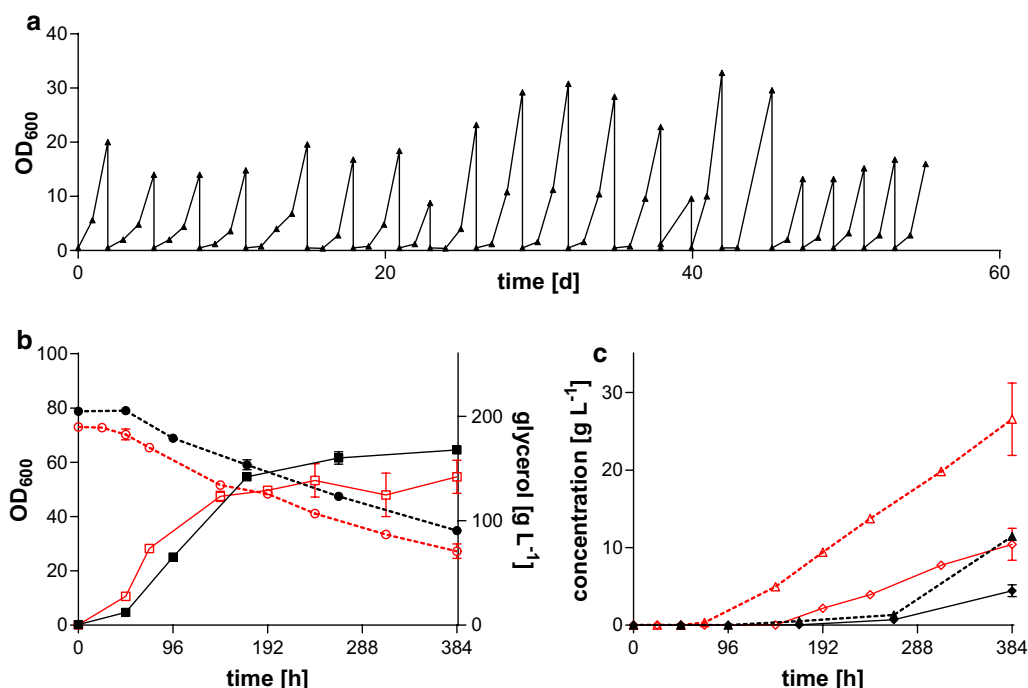 a
40
30
20
10
0
OD600
0 20 40 60
time [d]
b
100
80
60
40
20
0
OD600
200
100
0
glycerol [g L-1]
0 96 192 288 384
time [h]
c
30
20
10
0
concentration [g L-1]
0 96 192 288 384
time [h]